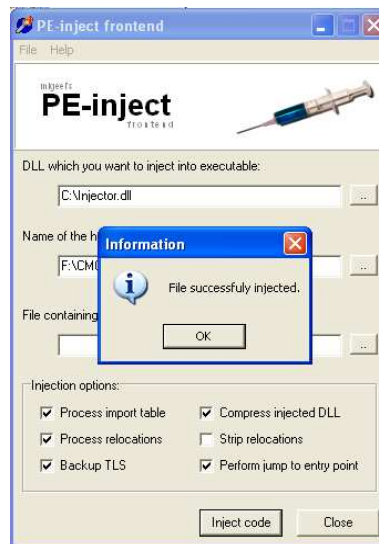 PE-inject frontend
File Help
PE-inject
frontend
DLL which you want to inject into executable:
C:\Injector.dll
..
Name of the h
Information
F:\CM
..
File successfuly injected.
File containing
OK
..
Injection options:
Process import table
Compress injected DLL
Process relocations
Strip relocations
Backup TLS
Perform jump to entry point
Inject code
Close